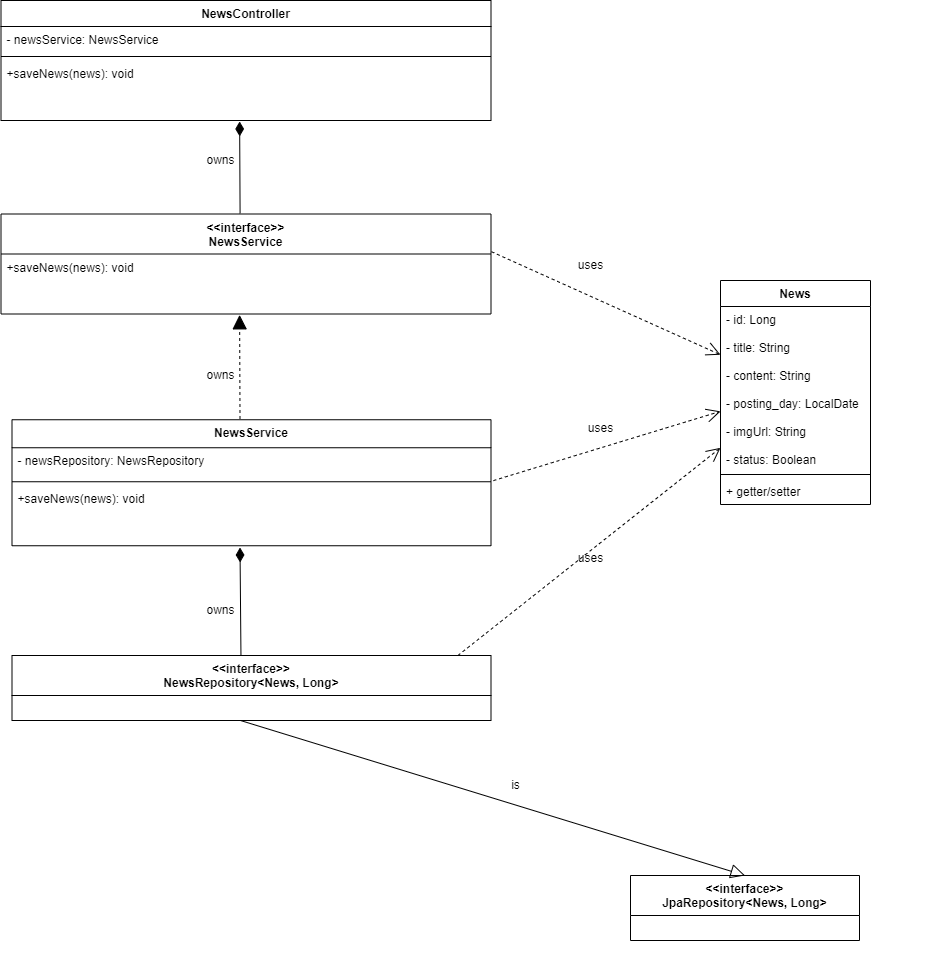 NewsController
- newsService: NewsService
+saveNews(news): void
owns
<<interface>>
NewsService
+saveNews(news): void
uses
News
- id: Long
- title: String
- content: String
- posting_day: LocalDate
- imgUrl: String
- status: Boolean
+ getter/setter
owns
NewsService
- newsRepository: NewsRepository
+saveNews(news): void
uses
uses
owns
<<interface>>
NewsRepository<News, Long>
is
<<interface>>
JpaRepository<News, Long>